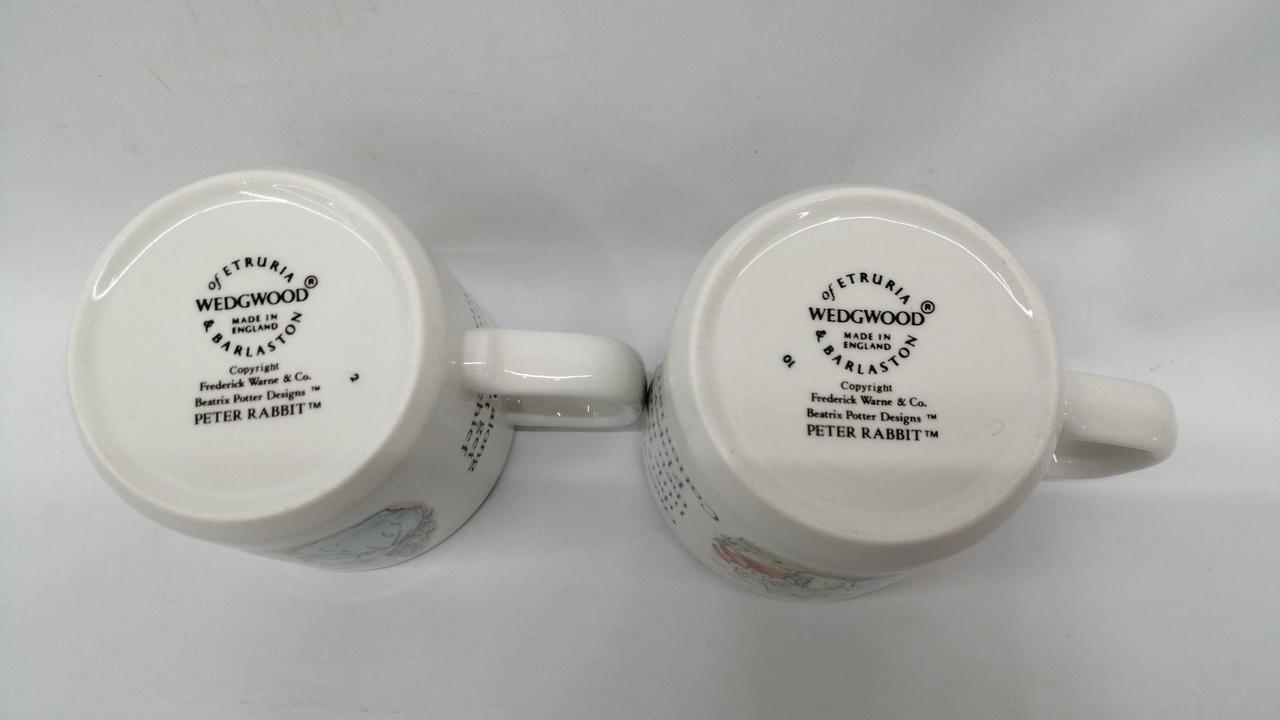 of ETRURIA
WEDGWOOD®
MADE IN
ENGLAND
& BARLASTON
Copyright
Frederick Warne & Co.
Beatrix Potter Designs ™
PETER RABBIT™
2
of ETRURIA
WEDGWOOD®
MADE IN
ENGLAND
& BARLASTON
10
Copyright
Frederick Warne & Co.
Beatrix Potter Designs ™
PETER RABBIT™